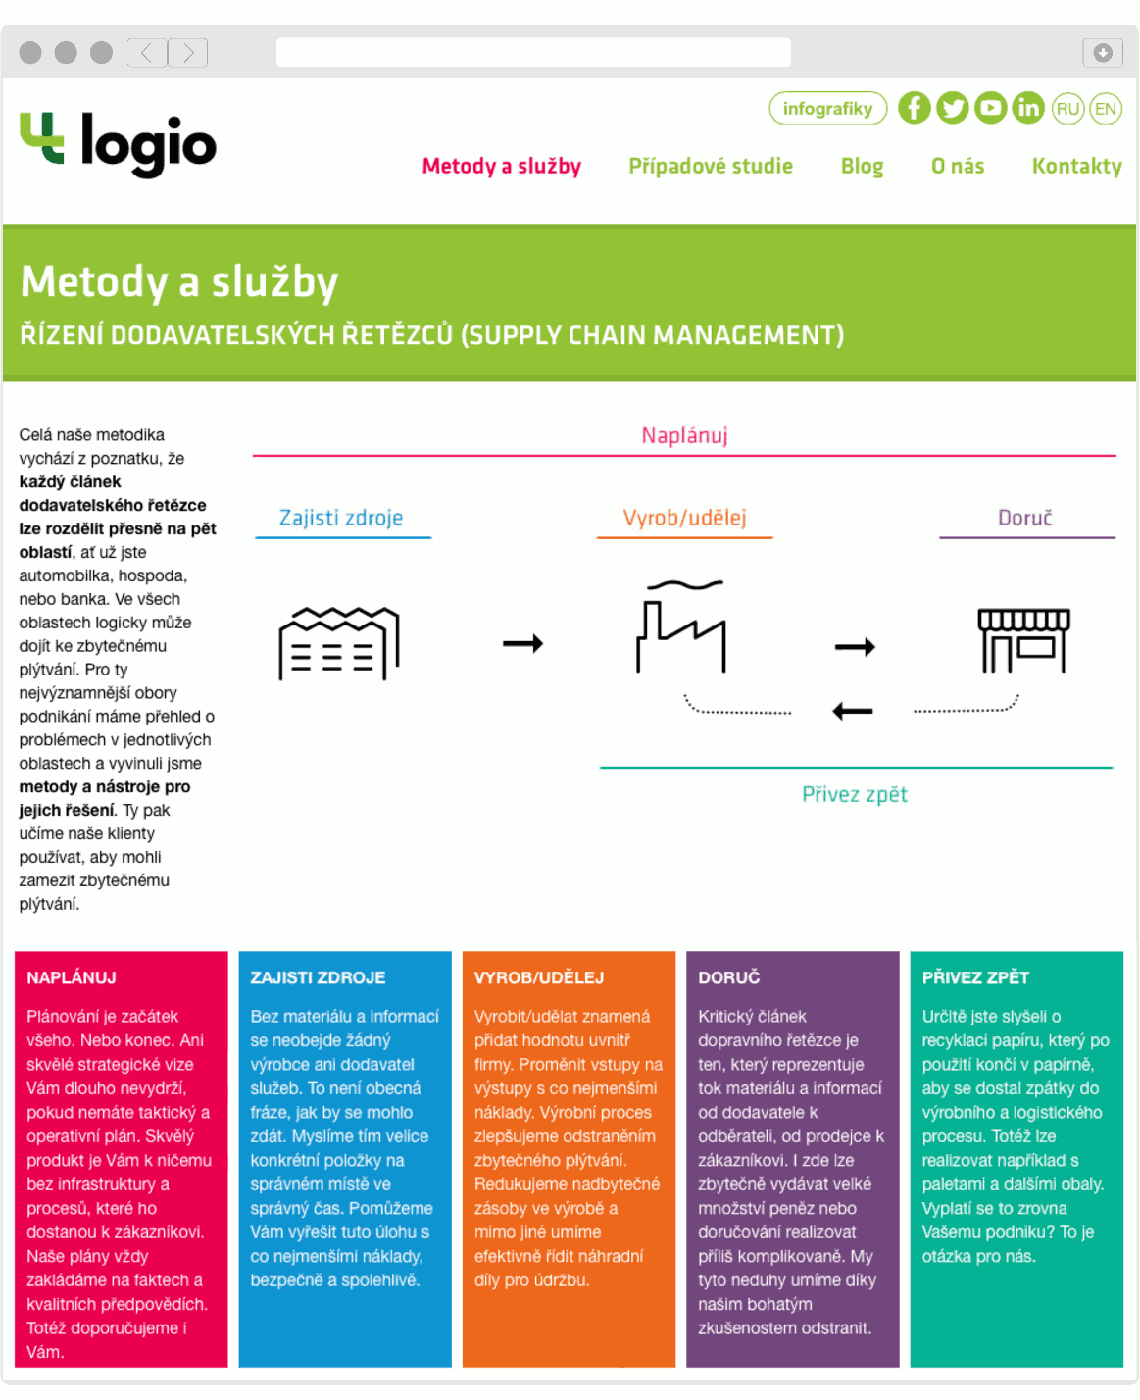 infografiky
RU
EN
logio
Metody a služby
Případové studie
Blog
O nás
Kontakty
Metody a služby
ŘÍZENÍ DODAVATELSKÝCH ŘETĚZCŮ (SUPPLY CHAIN MANAGEMENT)
Celá naše metodika
vychází z poznatku, že
každý článek
dodavatelského řetězce
lze rozdělit přesně na pět
oblastí, ať už jste
automobilka, hospoda,
nebo banka. Ve všech
oblastech logicky může
dojít ke zbytečnému
plýtvání. Pro ty
nejvýznamnější obory
podnikání máme přehled o
problémech v jednotlivých
oblastech a vyvinuli jsme
metody a nástroje pro
jejich řešení. Ty pak
učíme naše klienty
používat, aby mohli
zamezit zbytečnému
plýtvání.
Naplánuj
Zajisti zdroje
Vyrob/udělej
Doruč
Přivez zpět
NAPLÁNUJ
Plánování je začátek
všeho. Nebo konec. Ani
skvělé strategické vize
Vám dlouho nevydrží,
pokud nemáte taktický a
operativní plán. Skvělý
produkt je Vám k ničemu
bez infrastruktury a
procesů, které ho
dostanou k zákazníkovi.
Naše plány vždy
zakládáme na faktech a
kvalitních předpovědích.
Totéž doporučujeme i
Vám.
ZAJISTI ZDROJE
Bez materiálu a informací
se neobejde žádný
výrobce ani dodavatel
služeb. To není obecná
fráze, jak by se mohlo
zdát. Myslíme tím velice
konkrétní položky na
správném místě ve
správný čas. Pomůžeme
Vám vyřešit tuto úlohu s
co nejmenšími náklady,
bezpečně a spolehlivě.
VYROB/UDĚLEJ
Vyrobit/udělat znamená
přidat hodnotu uvnitř
firmy. Proměnit vstupy na
výstupy s co nejmenšími
náklady. Výrobní proces
zlepšujeme odstraněním
zbytečného plýtvání.
Redukujeme nadbytečné
zásoby ve výrobě a
mimo jiné umíme
efektivně řídit náhradní
díly pro údržbu.
DORUČ
Kritický článek
dopravního řetězce je
ten, který reprezentuje
tok materiálu a informací
od dodavatele k
odběrateli, od prodejce k
zákazníkovi. I zde lze
zbytečně vydávat velké
množství peněz nebo
doručování realizovat
příliš komplikovaně. My
tyto neduhy umíme díky
našim bohatým
zkušenostem odstranit.
PŘIVEZ ZPĚT
Určitě jste slyšeli o
recyklaci papíru, který po
použití končí v papírně,
aby se dostal zpátky do
výrobního a logistického
procesu. Totéž lze
realizovat například s
paletami a dalšími obaly.
Vyplatí se to zrovna
Vašemu podniku? To je
otázka pro nás.